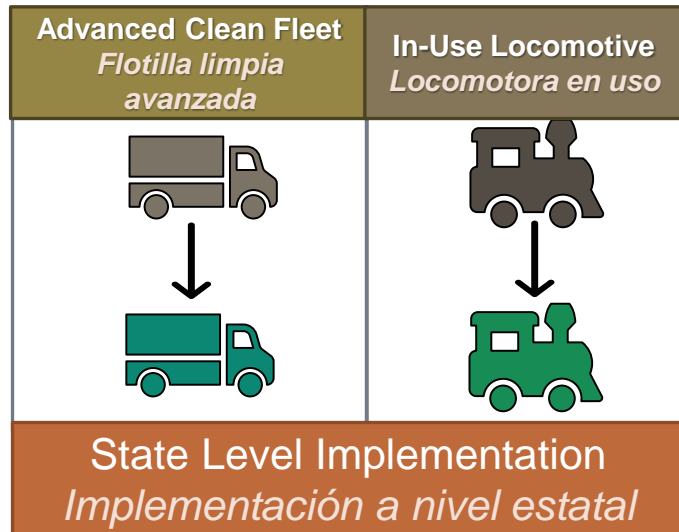 Advanced Clean Fleet
Flotilla limpia
avanzada
In-Use Locomotive
Locomotora en uso
State Level Implementation
Implementación a nivel estatal